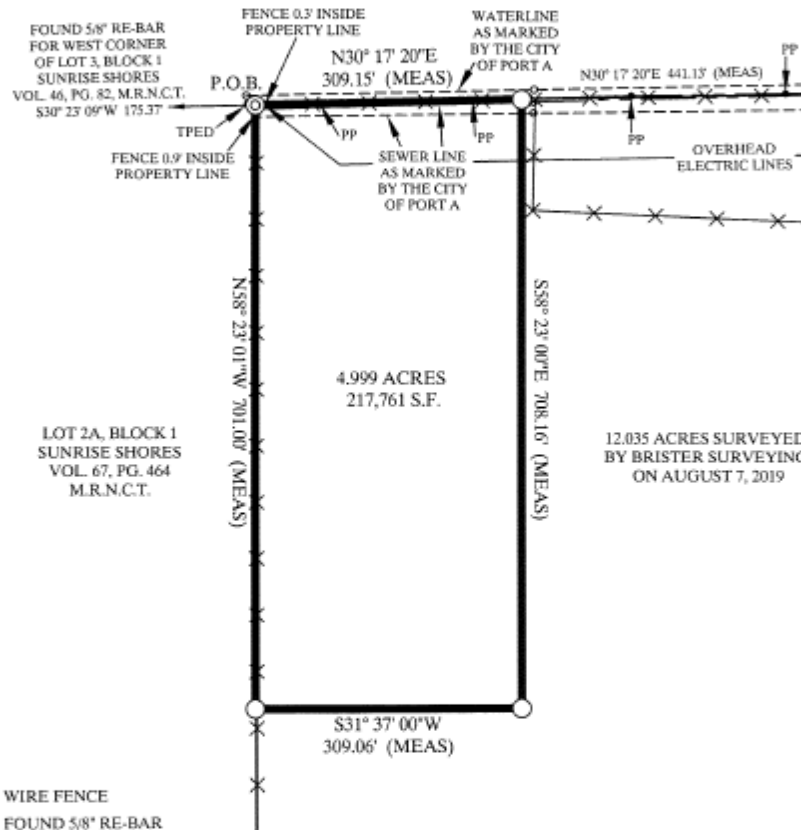 FOUND 5/8" RE-BAR
FOR WEST CORNER
OF LOT 3, BLOCK 1
SUNRISE SHORES
VOL. 46, PG. 82, M.R.N.C.T.
S30° 23' 09"W 175.37'
FENCE 0.3' INSIDE
PROPERTY LINE
P.O.B.
N30° 17' 20"E
309.15' (MEAS)
WATERLINE
AS MARKED
BY THE CITY
OF PORT A
N30° 17' 20"E 441.13' (MEAS)
PP
TPED
PP
PP
PP
FENCE 0.9' INSIDE
PROPERTY LINE
SEWER LINE
AS MARKED
BY THE CITY
OF PORT A
OVERHEAD
ELECTRIC LINES
N58° 23' 01"W 701.00' (MEAS)
S58° 23' 00"E 708.16' (MEAS)
4.999 ACRES
217,761 S.F.
LOT 2A, BLOCK 1
SUNRISE SHORES
VOL. 67, PG. 464
M.R.N.C.T.
12.035 ACRES SURVEYED
BY BRISTER SURVEYING
ON AUGUST 7, 2019
S31° 37' 00"W
309.06' (MEAS)
WIRE FENCE
FOUND 5/8" RE-BAR